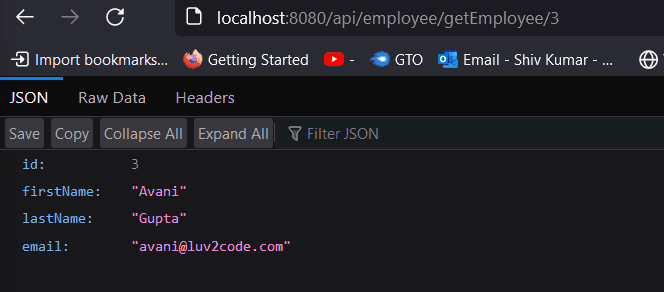 localhost:8080/api/employee/getEmployee/3
Import bookmarks... Getting Started - GTO Email - Shiv Kumar - ...
JSON Raw Data Headers
Save Copy Collapse All Expand All Filter JSON
id: 3
firstName: "Avani"
lastName: "Gupta"
email: "avani@luv2code.com"